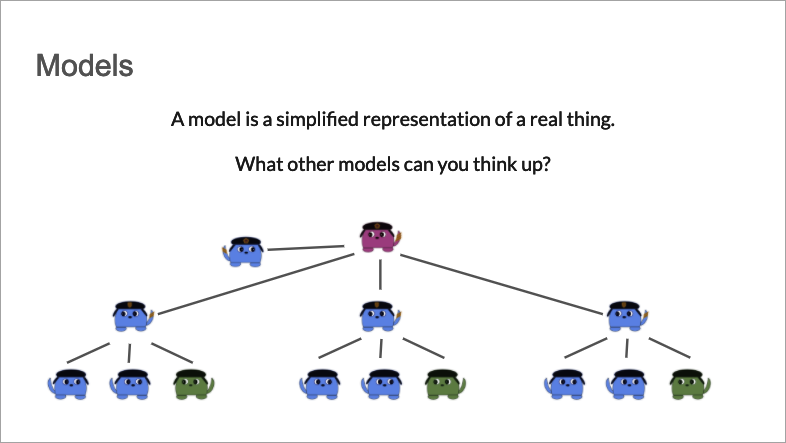 Models
A model is a simplified representation of a real thing.
What other models can you think up?